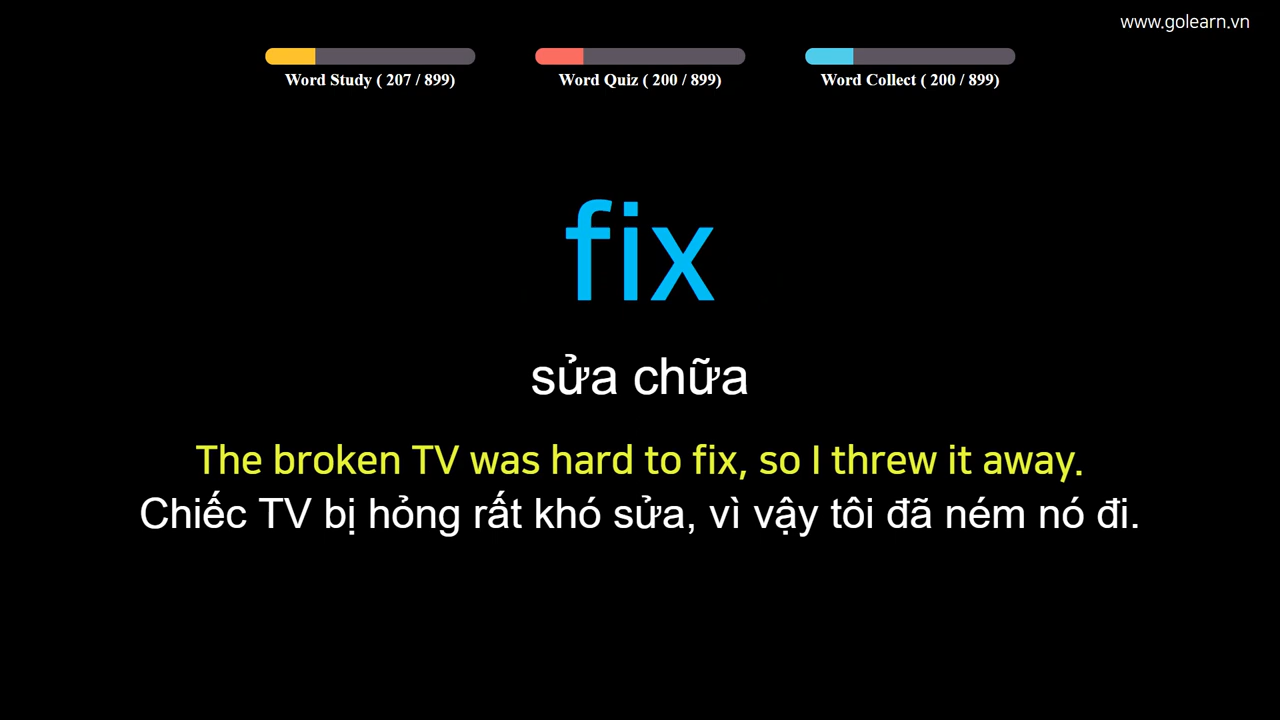 www.golearn.vn
Word Study ( 207 / 899) Word Quiz ( 200 / 899) Word Collect ( 200 / 899)
fix
sửa chữa
The broken TV was hard to fix, so I threw it away.
Chiếc TV bị hỏng rất khó sửa, vì vậy tôi đã ném nó đi.